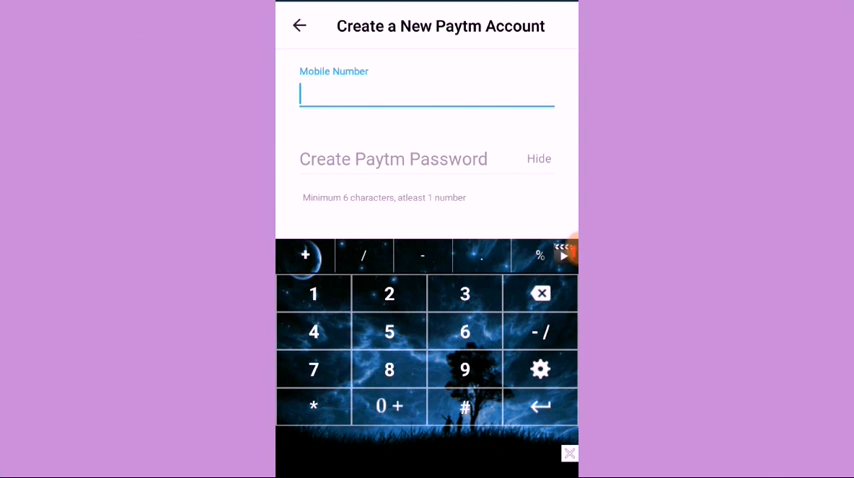 Create a New Paytm Account
Mobile Number
Create Paytm Password Hide
Minimum 6 characters, atleast 1 number
+ / - . %
1 2 3
4 5 6 - /
7 8 9
* 0 + #